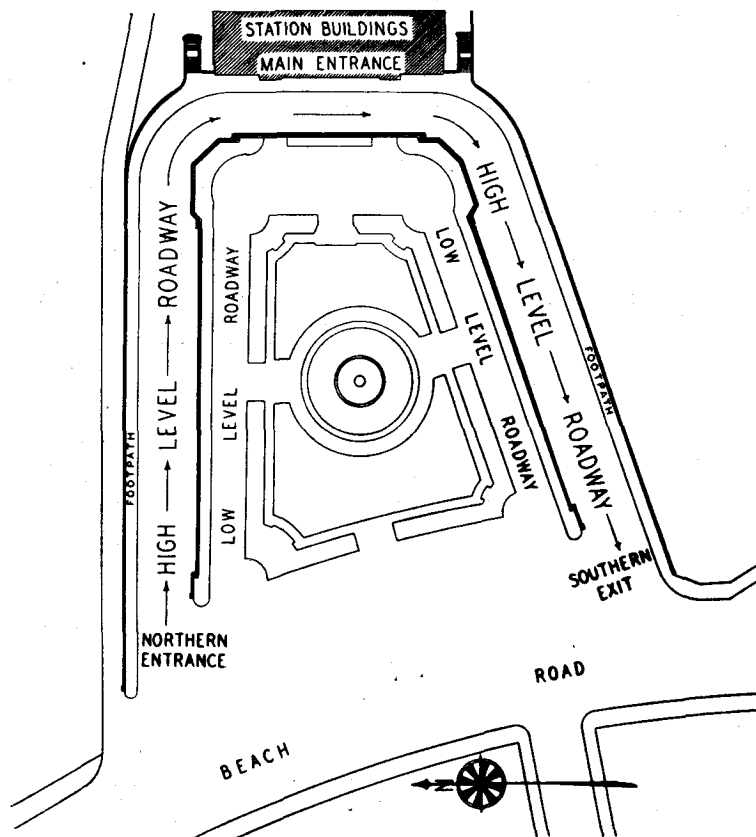 STATION BUILDINGS
MAIN ENTRANCE
HIGH LEVEL ROADWAY
HIGH LEVEL ROADWAY
LOW LEVEL ROADWAY
LOW LEVEL ROADWAY
FOOTPATH
FOOTPATH
NORTHERN
ENTRANCE
SOUTHERN
EXIT
BEACH ROAD
N